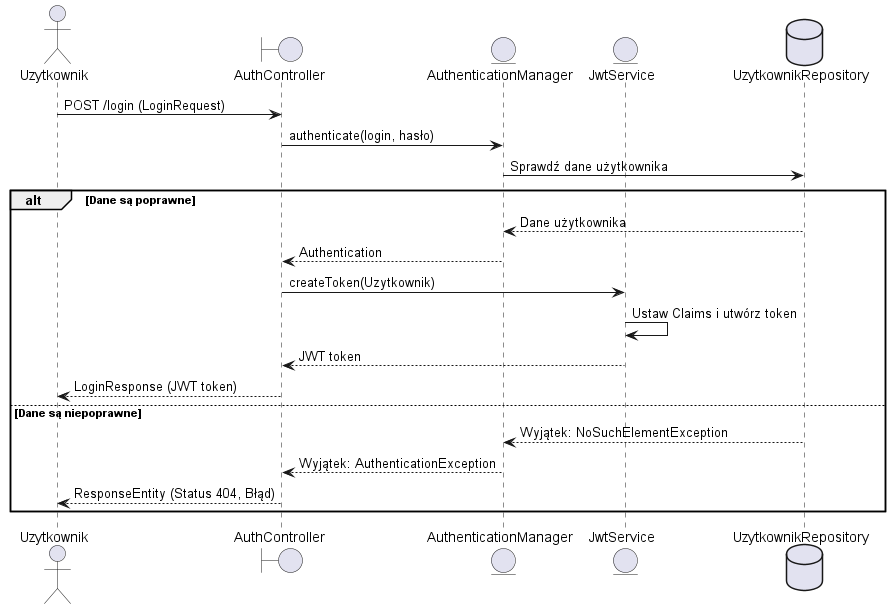 Uzytkownik
AuthController
AuthenticationManager
JwtService
UzytkownikRepository
POST /login (LoginRequest)
authenticate(login, hasło)
Sprawdź dane użytkownika
alt
[Dane są poprawne]
Dane użytkownika
Authentication
createToken(Uzytkownik)
Ustaw Claims i utwórz token
JWT token
LoginResponse (JWT token)
[Dane są niepoprawne]
Wyjątek: NoSuchElementException
Wyjątek: AuthenticationException
ResponseEntity (Status 404, Błąd)
Uzytkownik
AuthController
AuthenticationManager
JwtService
UzytkownikRepository